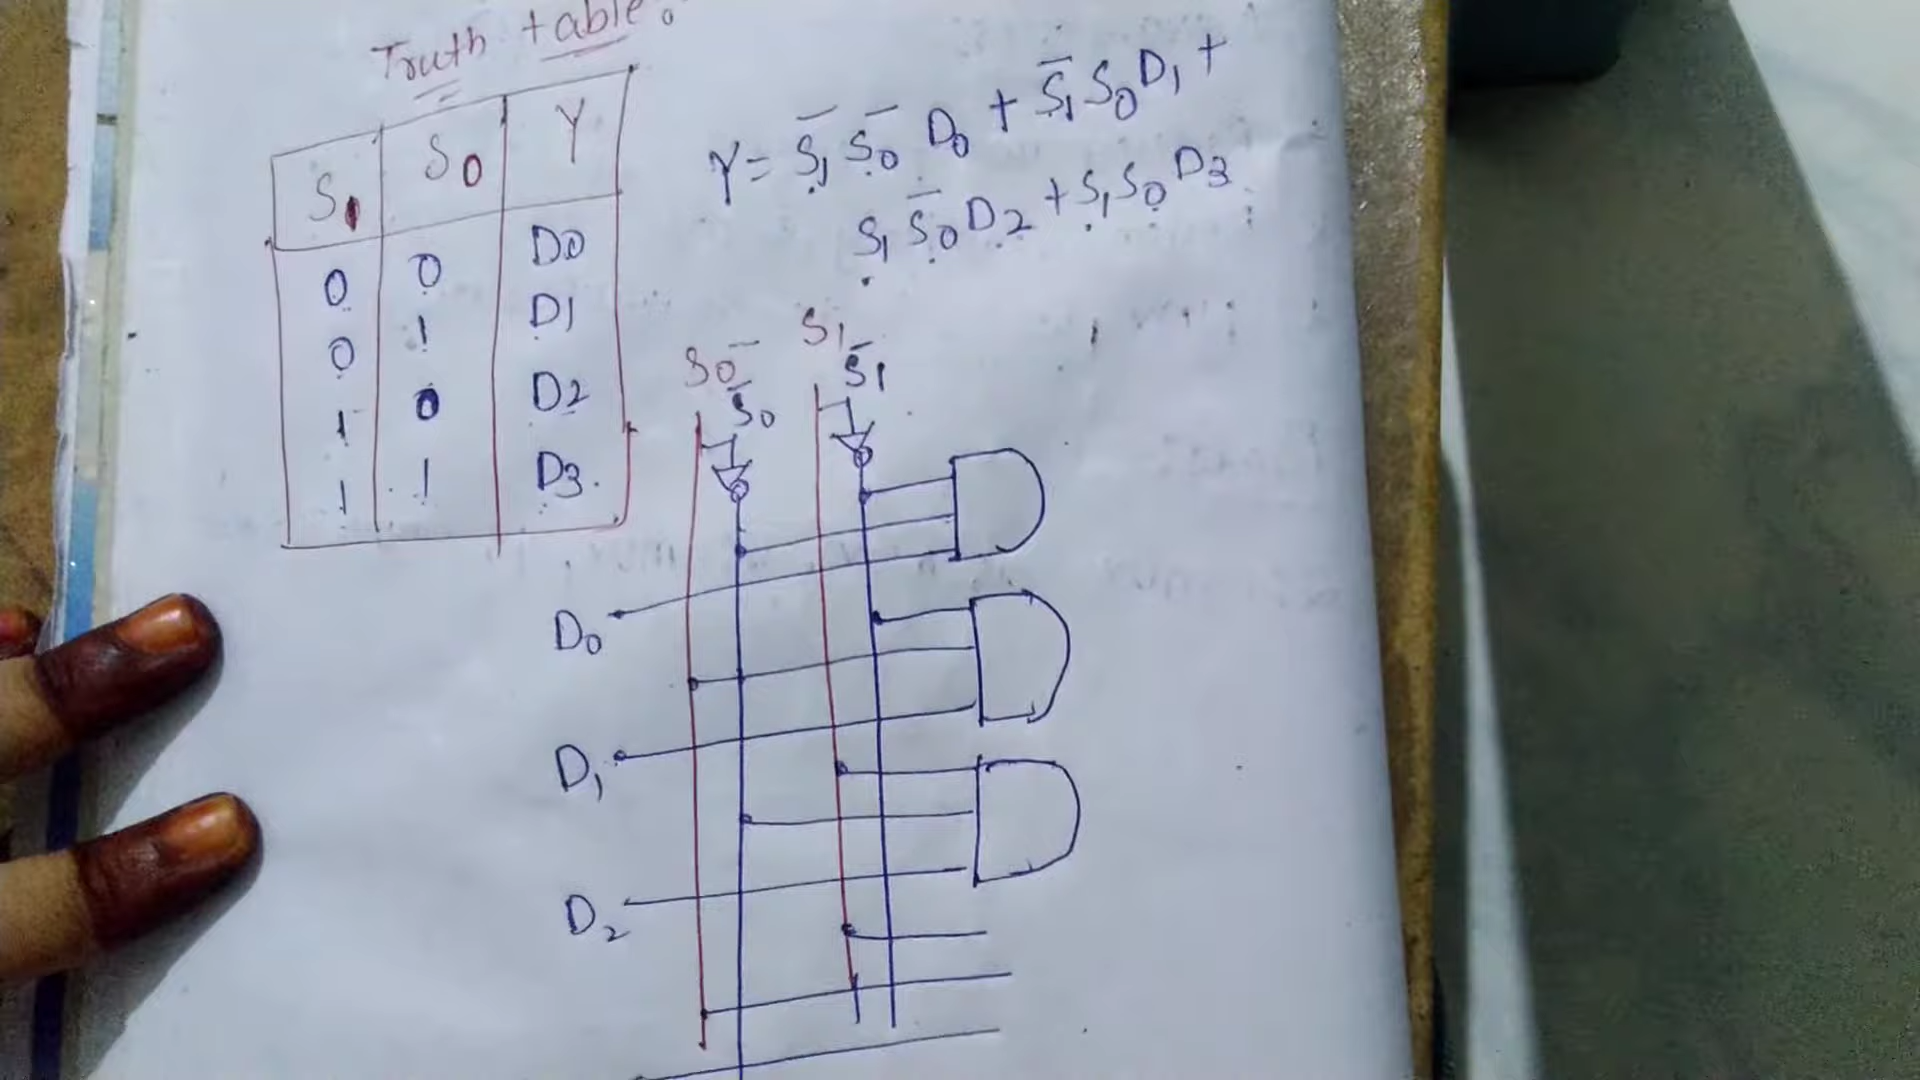 Truth table:
S1 S0 Y
0 0 D0
0 1 D1
1 0 D2
1 1 D3.
Y = S̅1 S̅0 D0 + S̅1 S0 D1 +
S1 S̅0 D2 + S1 S0 D3
S0 S1
S̅0 S̅1
D0
D1
D2